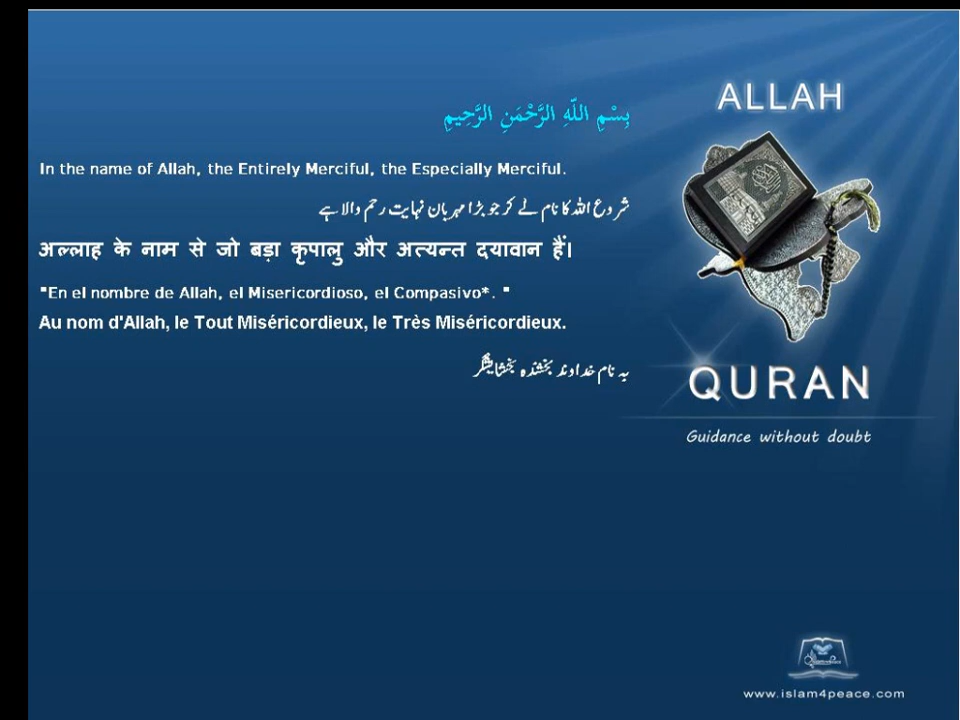 بِسْمِ اللّهِ الرَّحْمَنِ الرَّحِيمِ
In the name of Allah, the Entirely Merciful, the Especially Merciful.
شروع اللہ کا نام لے کر جو بڑا مہربان نہایت رحم والا ہے
अल्लाह के नाम से जो बड़ा कृपालु और अत्यन्त दयावान हैं।
"En el nombre de Allah, el Misericordioso, el Compasivo*. "
Au nom d'Allah, le Tout Miséricordieux, le Très Miséricordieux.
به نام خداوند بخشنده بخشایشگر
ALLAH
QURAN
Guidance without doubt
www.islam4peace.com